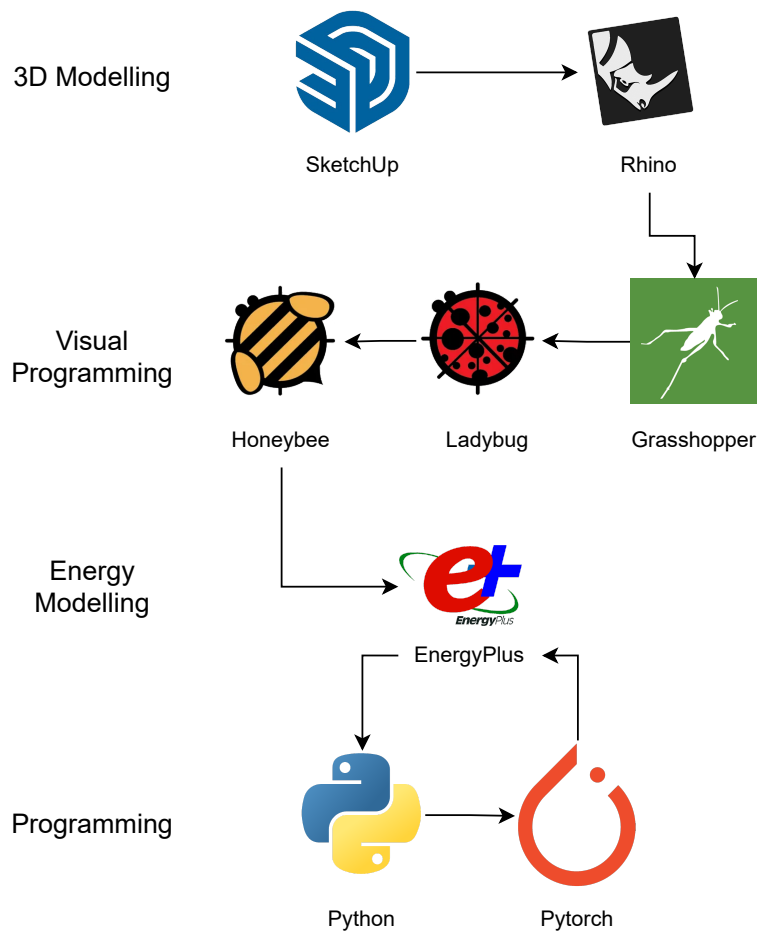 3D Modelling
SketchUp
Rhino
Visual
Programming
Honeybee
Ladybug
Grasshopper
Energy
Modelling
e+
EnergyPlus
EnergyPlus
Programming
Python
Pytorch